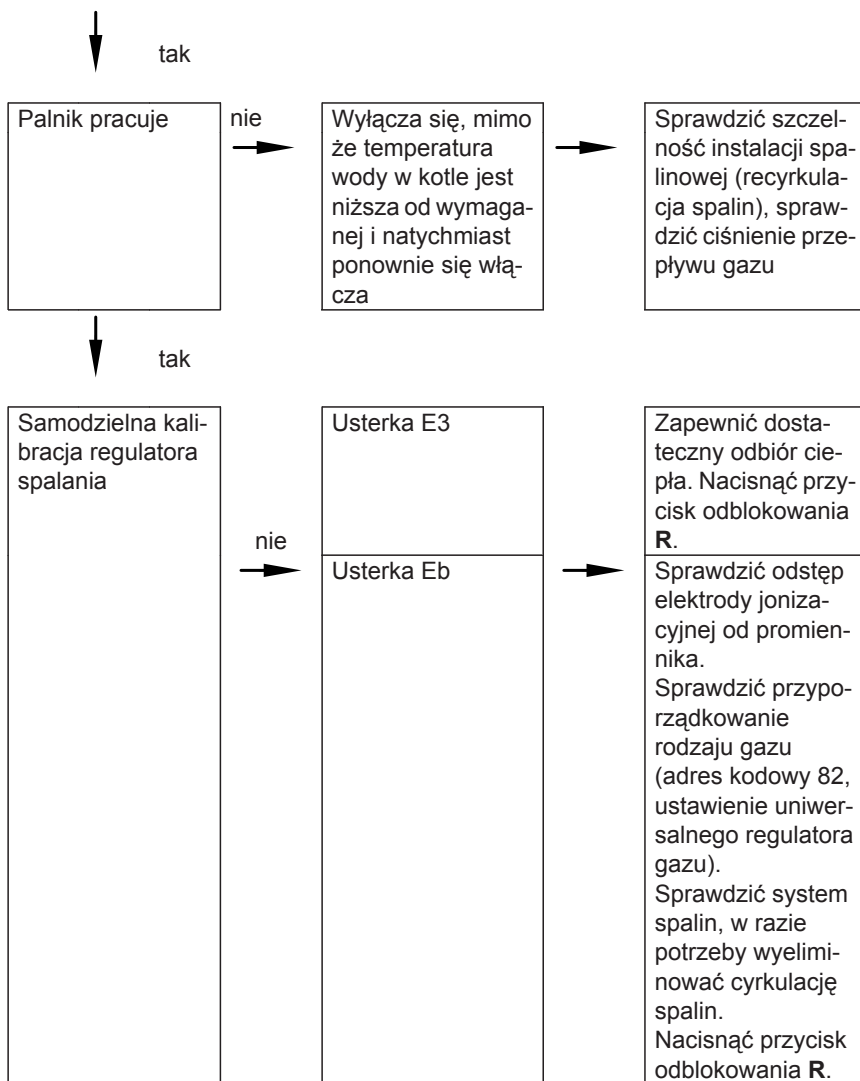 tak
Palnik pracuje
nie
Wyłącza się, mimo
że temperatura
wody w kotle jest
niższa od wymaga-
nej i natychmiast
ponownie się włą-
cza
Sprawdzić szczel-
ność instalacji spa-
linowej (recyrkula-
cja spalin), spraw-
dzić ciśnienie prze-
pływu gazu
tak
Samodzielna kali-
bracja regulatora
spalania
nie
Usterka E3
Zapewnić dosta-
teczny odbiór cie-
pła. Nacisnąć przy-
cisk odblokowania
R.
Usterka Eb
Sprawdzić odstęp
elektrody joniza-
cyjnej od promien-
nika.
Sprawdzić przypo-
rządkowanie
rodzaju gazu
(adres kodowy 82,
ustawienie uniwer-
salnego regulatora
gazu).
Sprawdzić system
spalin, w razie
potrzeby wyelimi-
nować cyrkulację
spalin.
Nacisnąć przycisk
odblokowania R.